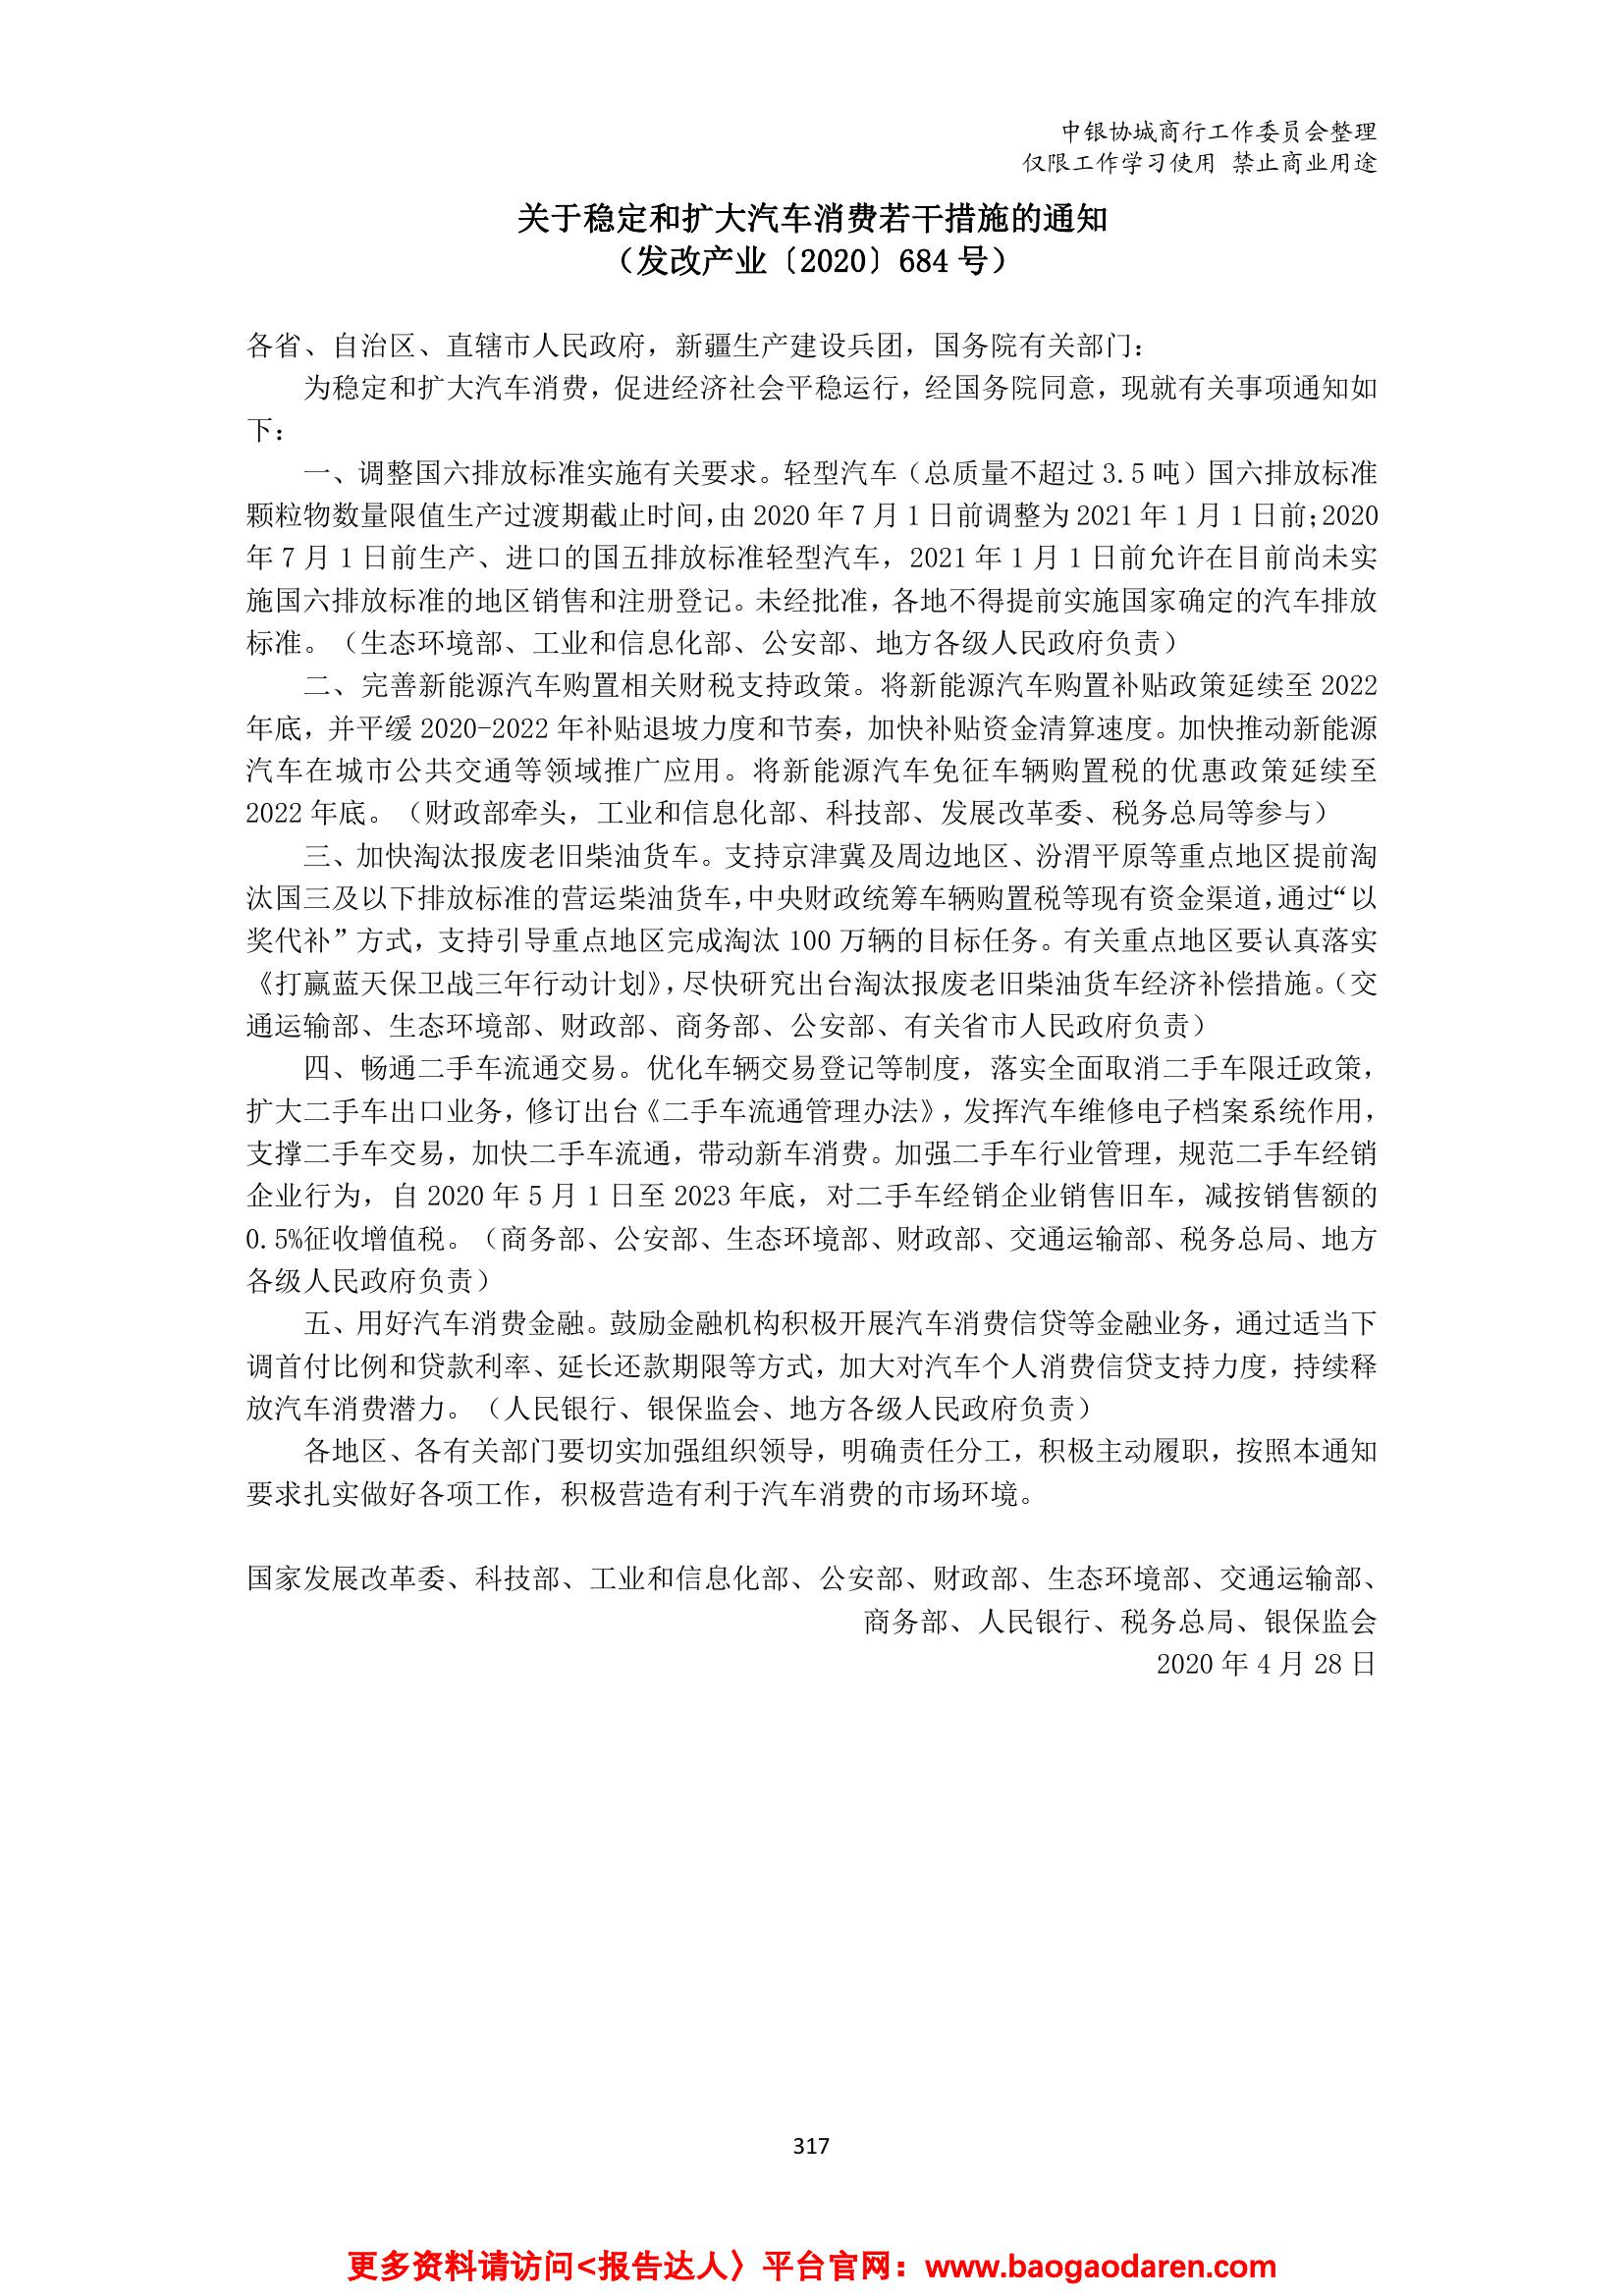 中银协城商行工作委员会整理
仅限工作学习使用 禁止商业用途
关于稳定和扩大汽车消费若干措施的通知
（发改产业〔2020〕684 号）
各省、自治区、直辖市人民政府，新疆生产建设兵团，国务院有关部门：
为稳定和扩大汽车消费，促进经济社会平稳运行，经国务院同意，现就有关事项通知如
下：
一、调整国六排放标准实施有关要求。轻型汽车（总质量不超过 3.5 吨）国六排放标准
颗粒物数量限值生产过渡期截止时间，由 2020 年 7 月 1 日前调整为 2021 年 1 月 1 日前；2020
年 7 月 1 日前生产、进口的国五排放标准轻型汽车，2021 年 1 月 1 日前允许在目前尚未实
施国六排放标准的地区销售和注册登记。未经批准，各地不得提前实施国家确定的汽车排放
标准。（生态环境部、工业和信息化部、公安部、地方各级人民政府负责）
二、完善新能源汽车购置相关财税支持政策。将新能源汽车购置补贴政策延续至 2022
年底，并平缓 2020-2022 年补贴退坡力度和节奏，加快补贴资金清算速度。加快推动新能源
汽车在城市公共交通等领域推广应用。将新能源汽车免征车辆购置税的优惠政策延续至
2022 年底。（财政部牵头，工业和信息化部、科技部、发展改革委、税务总局等参与）
三、加快淘汰报废老旧柴油货车。支持京津冀及周边地区、汾渭平原等重点地区提前淘
汰国三及以下排放标准的营运柴油货车，中央财政统筹车辆购置税等现有资金渠道，通过“以
奖代补”方式，支持引导重点地区完成淘汰 100 万辆的目标任务。有关重点地区要认真落实
《打赢蓝天保卫战三年行动计划》，尽快研究出台淘汰报废老旧柴油货车经济补偿措施。（交
通运输部、生态环境部、财政部、商务部、公安部、有关省市人民政府负责）
四、畅通二手车流通交易。优化车辆交易登记等制度，落实全面取消二手车限迁政策，
扩大二手车出口业务，修订出台《二手车流通管理办法》，发挥汽车维修电子档案系统作用，
支撑二手车交易，加快二手车流通，带动新车消费。加强二手车行业管理，规范二手车经销
企业行为，自 2020 年 5 月 1 日至 2023 年底，对二手车经销企业销售旧车，减按销售额的
0.5%征收增值税。（商务部、公安部、生态环境部、财政部、交通运输部、税务总局、地方
各级人民政府负责）
五、用好汽车消费金融。鼓励金融机构积极开展汽车消费信贷等金融业务，通过适当下
调首付比例和贷款利率、延长还款期限等方式，加大对汽车个人消费信贷支持力度，持续释
放汽车消费潜力。（人民银行、银保监会、地方各级人民政府负责）
各地区、各有关部门要切实加强组织领导，明确责任分工，积极主动履职，按照本通知
要求扎实做好各项工作，积极营造有利于汽车消费的市场环境。
国家发展改革委、科技部、工业和信息化部、公安部、财政部、生态环境部、交通运输部、
商务部、人民银行、税务总局、银保监会
2020 年 4 月 28 日
317
更多资料请访问<报告达人〉平台官网：www.baogaodaren.com